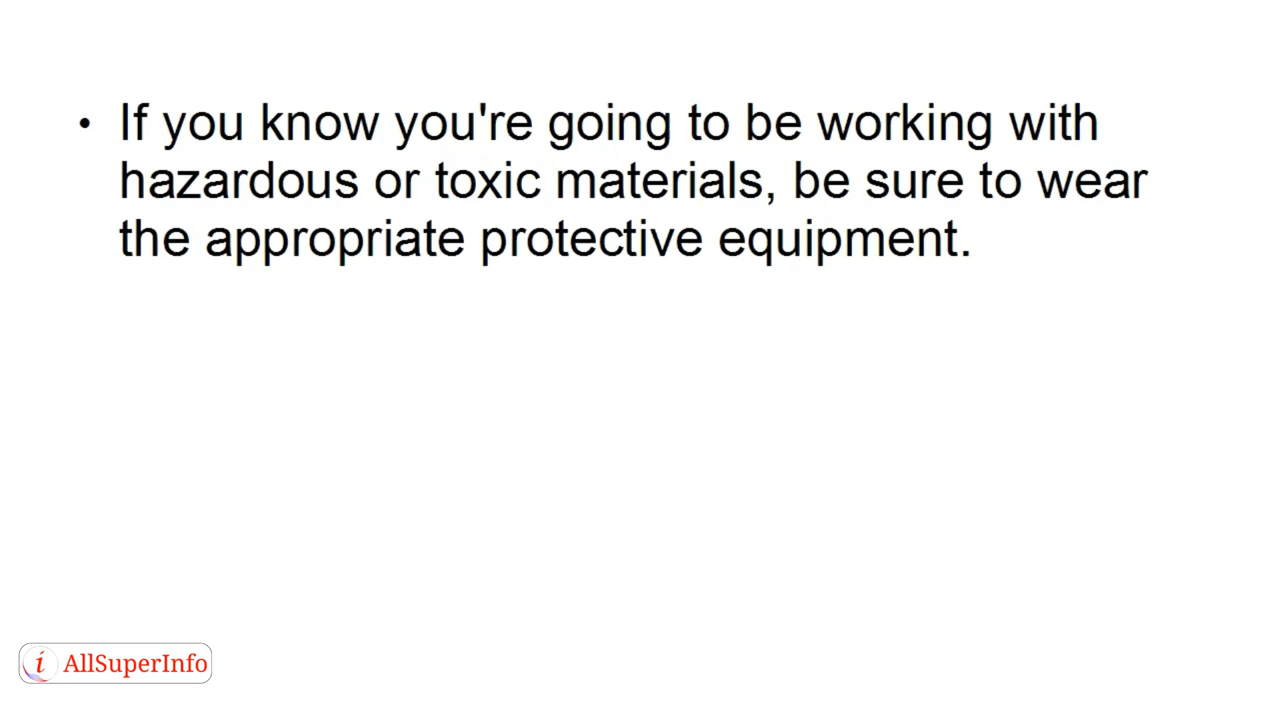 • If you know you're going to be working with
hazardous or toxic materials, be sure to wear
the appropriate protective equipment.
i AllSuperInfo